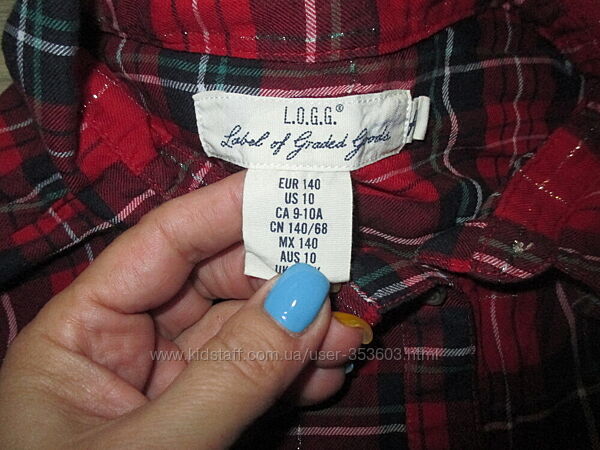 L.O.G.G.®
Label of Graded Goods
EUR 140
US 10
CA 9-10A
CN 140/68
MX 140
AUS 10
www.kidstaff.com.ua/user-353603.html